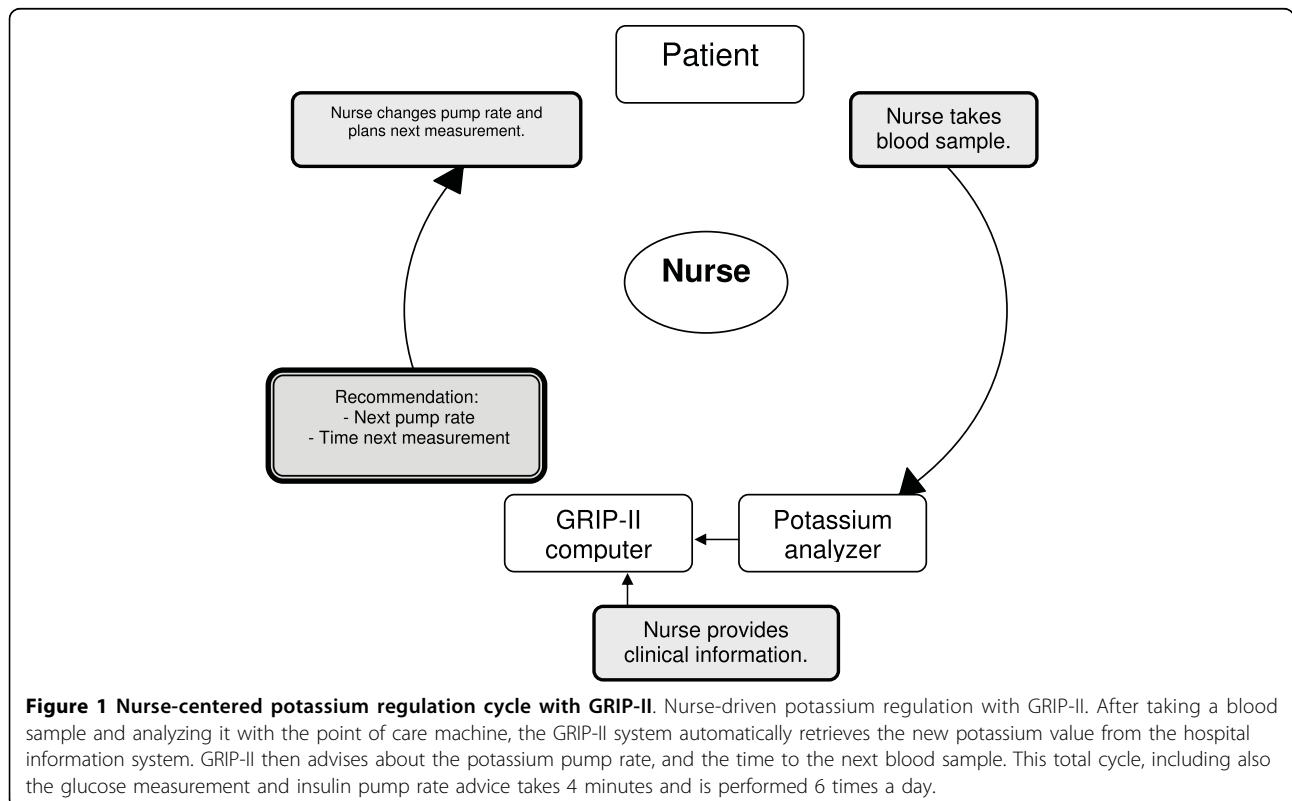 Patient
Nurse changes pump rate and
plans next measurement.
Nurse takes
blood sample.
Nurse
Recommendation:
- Next pump rate
- Time next measurement
GRIP-II
computer
Potassium
analyzer
Nurse provides
clinical information.
Figure 1 Nurse-centered potassium regulation cycle with GRIP-II. Nurse-driven potassium regulation with GRIP-II. After taking a blood
sample and analyzing it with the point of care machine, the GRIP-II system automatically retrieves the new potassium value from the hospital
information system. GRIP-II then advises about the potassium pump rate, and the time to the next blood sample. This total cycle, including also
the glucose measurement and insulin pump rate advice takes 4 minutes and is performed 6 times a day.